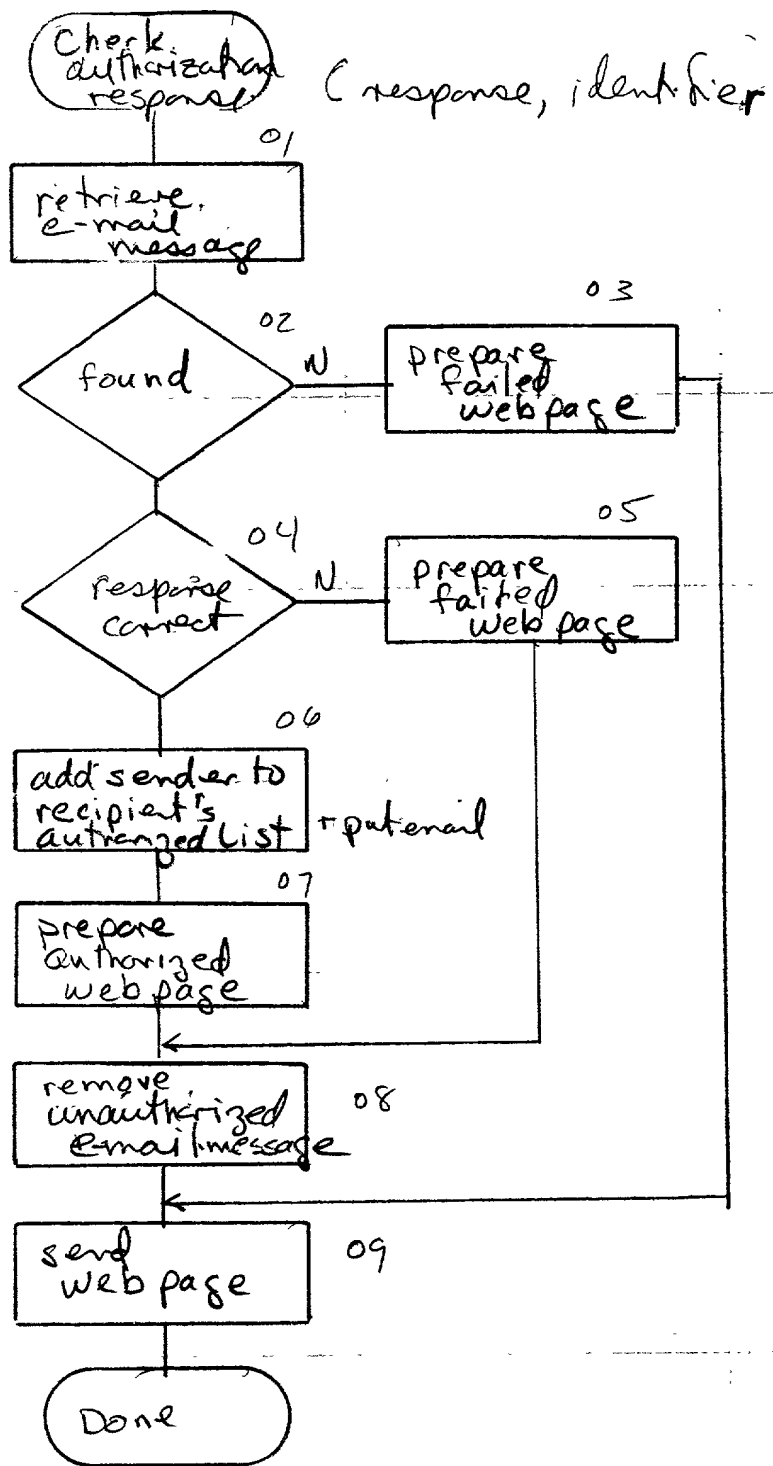 Check
authorization
response
(response, identifier
01
retrieve
e-mail
message
02
found
N
03
prepare
failed
web page
04
response
correct
N
05
prepare
failed
web page
06
add sender to
recipient's
authorized list
+ put email
07
prepare
authorized
web page
remove
unauthorized
e-mail message
08
send
web page
09
Done